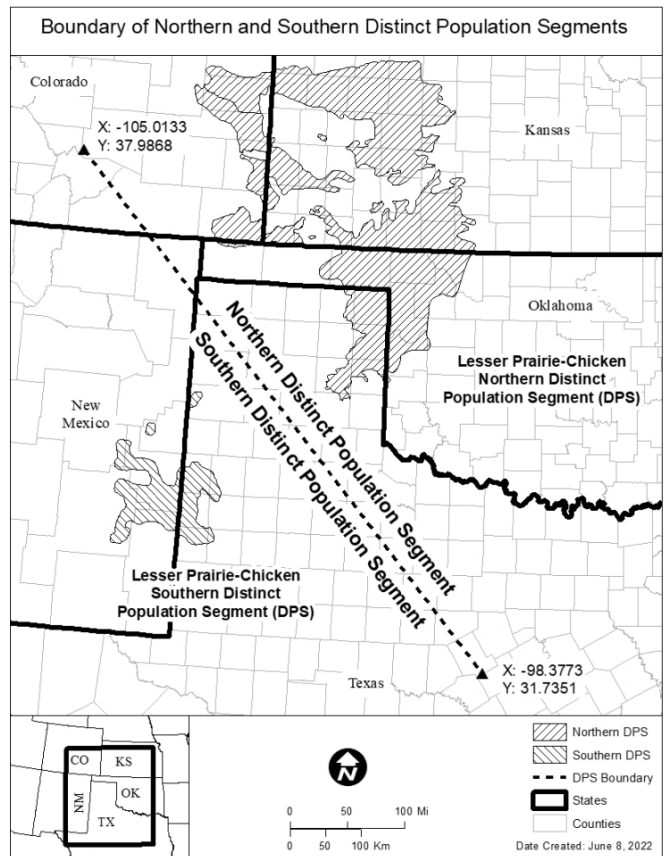 Boundary of Northern and Southern Distinct Population Segments
Colorado
X: -105.0133
Y: 37.9868
Kansas
Oklahoma
Northern Distinct Population Segment
Southern Distinct Population Segment
Lesser Prairie-Chicken
Northern Distinct
Population Segment (DPS)
New
Mexico
Lesser Prairie-Chicken
Southern Distinct
Population Segment (DPS)
Texas
X: -98.3773
Y: 31.7351
CO
KS
NM
OK
TX
N
0 50 100 Mi
0 50 100 Km
Northern DPS
Southern DPS
DPS Boundary
States
Counties
Date Created: June 8, 2022